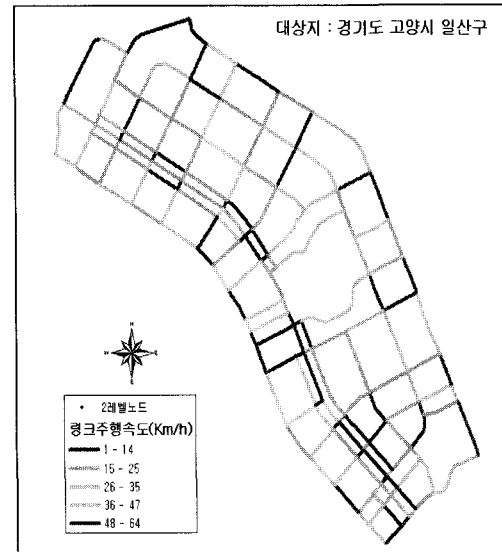 대상지 : 경기도 고양시 일산구
N
W
E
S
2레벨노드
링크주행속도(Km/h)
1 - 14
15 - 25
26 - 35
36 - 47
48 - 64